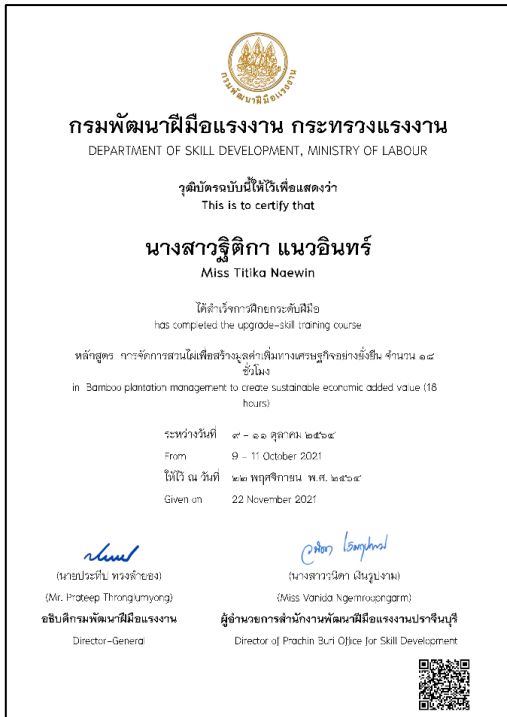 กรมพัฒนาฝีมือแรงงาน
กรมพัฒนาฝีมือแรงงาน กระทรวงแรงงาน
DEPARTMENT OF SKILL DEVELOPMENT, MINISTRY OF LABOUR
วุฒิบัตรฉบับนี้ให้ไว้เพื่อแสดงว่า
This is to certify that
นางสาวฐิติกา แนวอินทร์
Miss Titika Naewin
ได้สำเร็จการฝึกยกระดับฝีมือ
has completed the upgrade-skill training course
หลักสูตร การจัดการสวนไผ่เพื่อสร้างมูลค่าเพิ่มทางเศรษฐกิจอย่างยั่งยืน จำนวน ๑๘
ชั่วโมง
in Bamboo plantation management to create sustainable economic added value (18
hours)
ระหว่างวันที่ ๙ - ๑๑ ตุลาคม ๒๕๖๔
From 9 - 11 October 2021
ให้ไว้ ณ วันที่ ๒๒ พฤศจิกายน พ.ศ. ๒๕๖๔
Given on 22 November 2021
(นายประทีป ทรงลำยอง)
(Mr. Prateep Thronglumyong)
อธิบดีกรมพัฒนาฝีมือแรงงาน
Director-General
(นางสาววนิดา เงินรูปงาม)
(Miss Vanida Ngernroopngarm)
ผู้อำนวยการสำนักงานพัฒนาฝีมือแรงงานปราจีนบุรี
Director of Prachin Buri Office for Skill Development